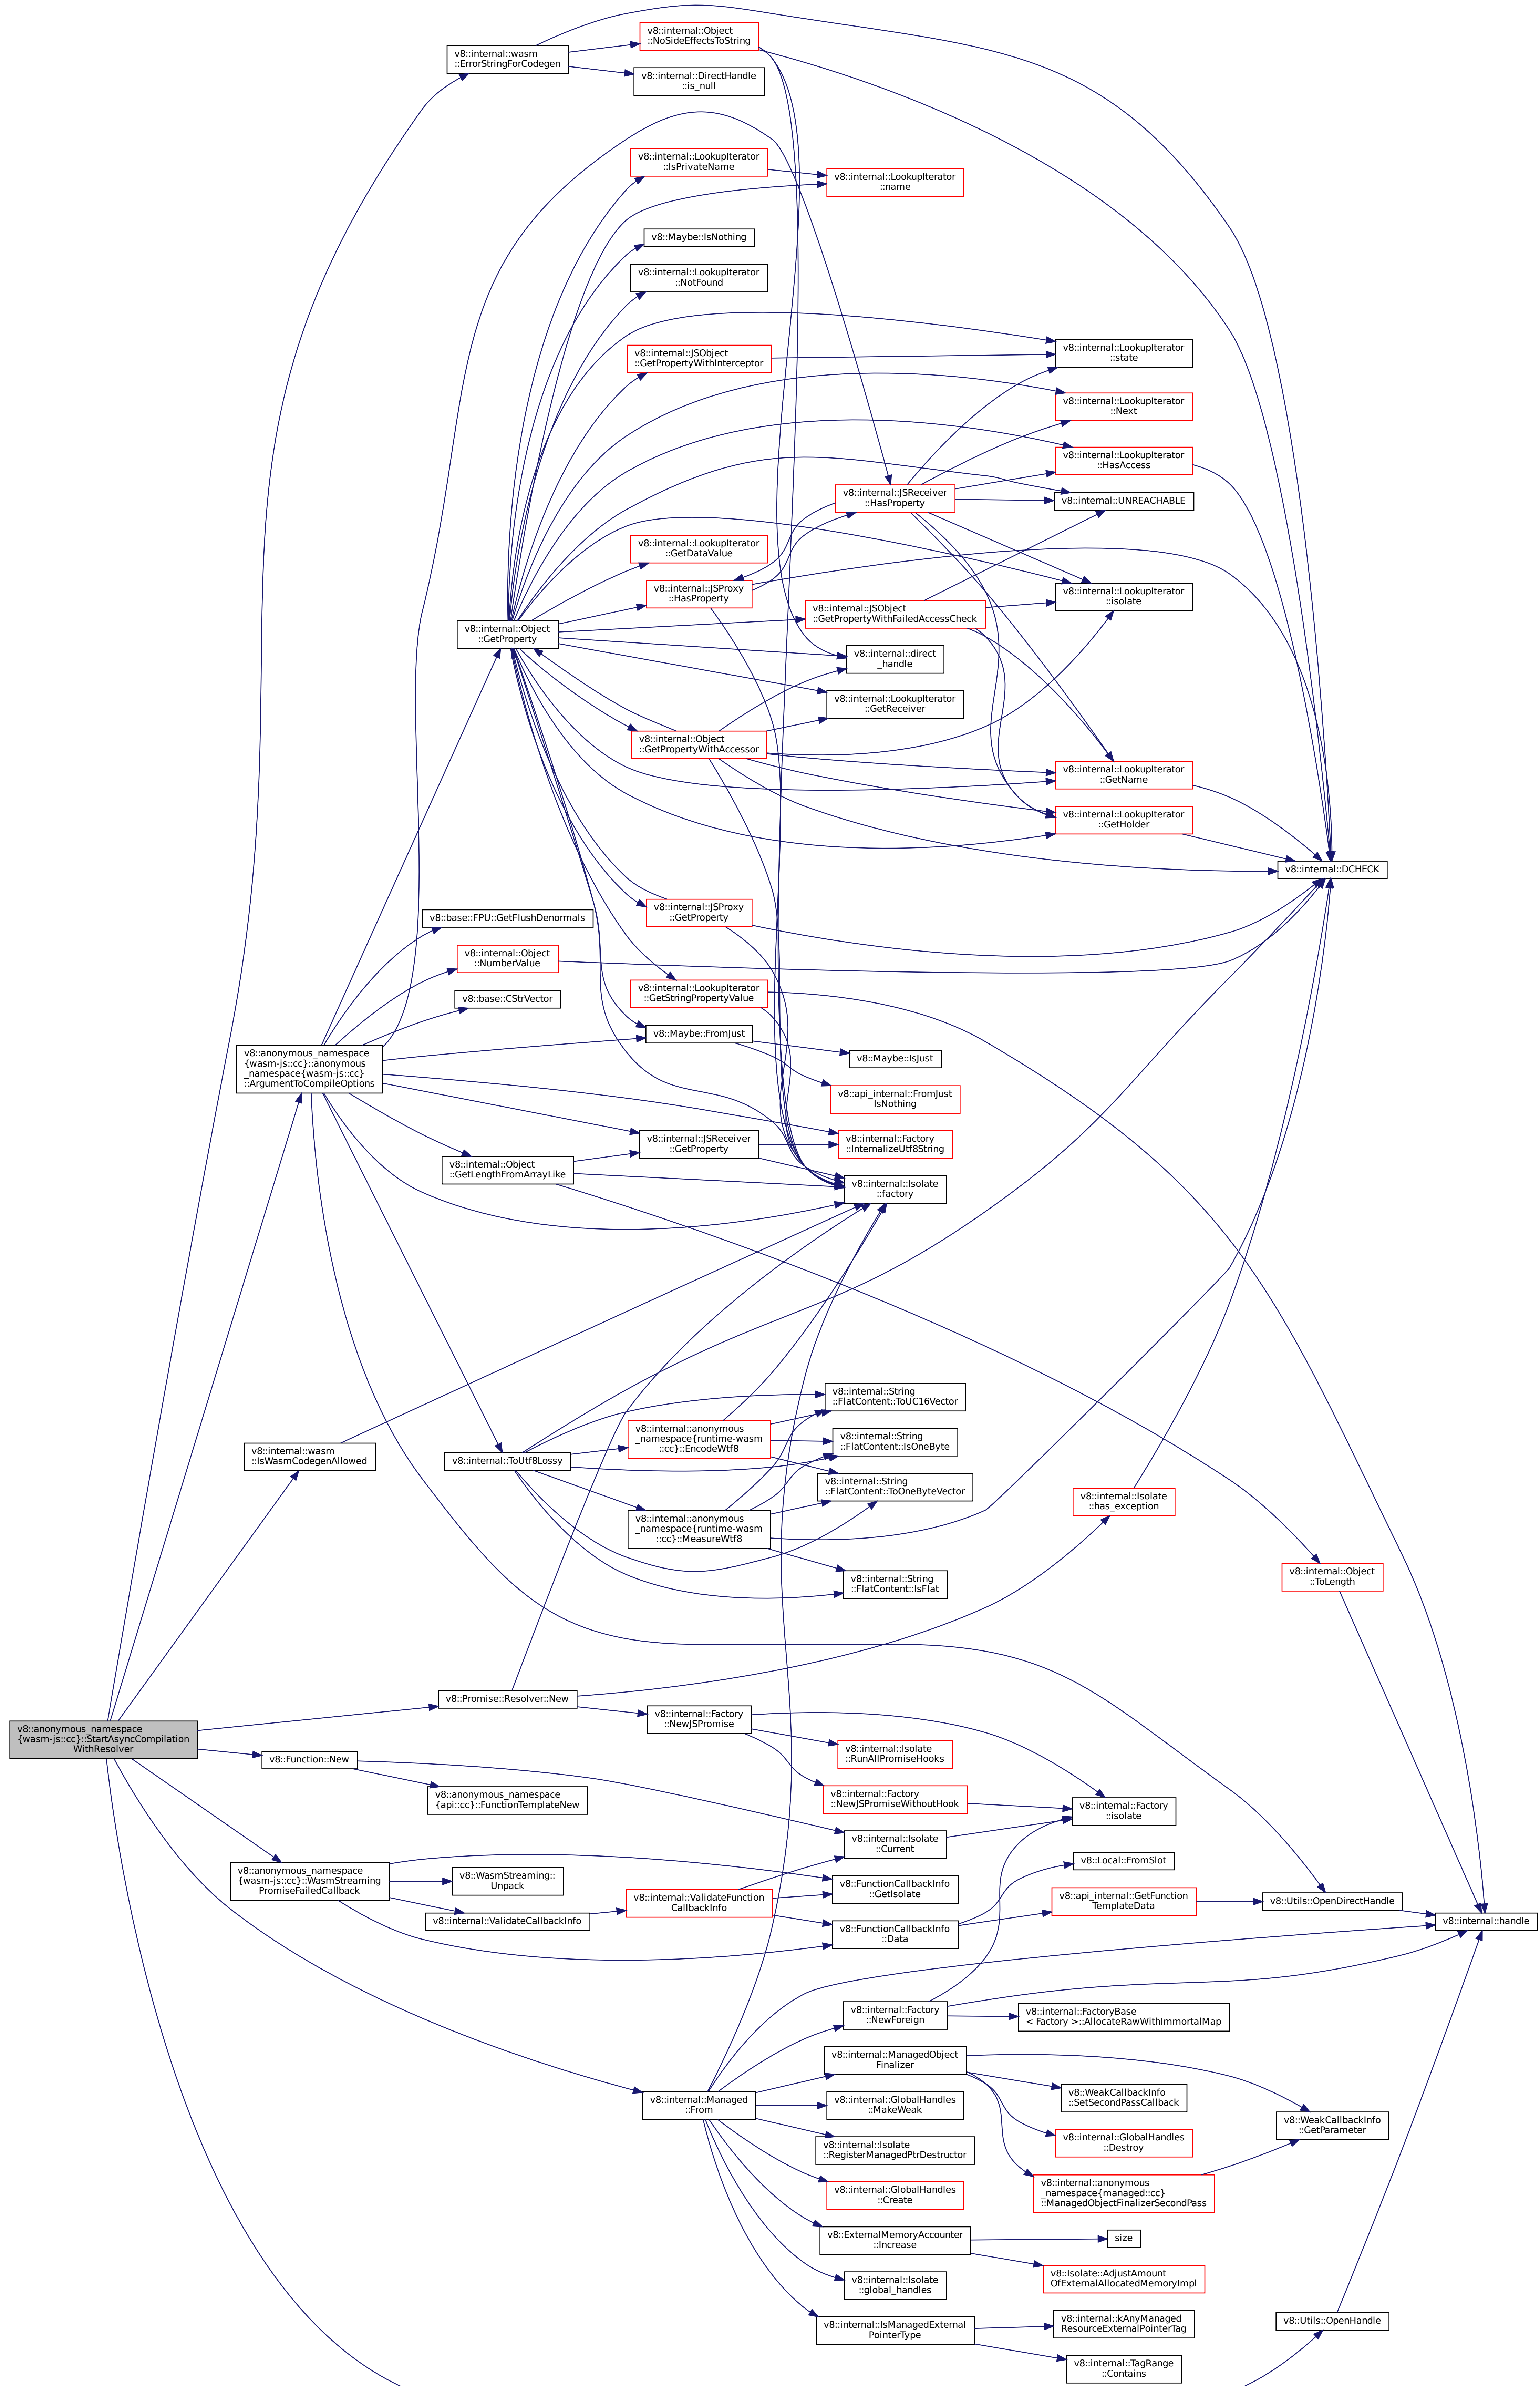 v8::internal::wasm
::ErrorStringForCodegen
v8::internal::Object
::NoSideEffectsToString
v8::internal::DirectHandle
::is_null
v8::internal::LookupIterator
::IsPrivateName
v8::internal::LookupIterator
::name
v8::Maybe::IsNothing
v8::internal::LookupIterator
::NotFound
v8::internal::LookupIterator
::state
v8::internal::JSObject
::GetPropertyWithInterceptor
v8::internal::LookupIterator
::Next
v8::internal::LookupIterator
::HasAccess
v8::internal::JSReceiver
::HasProperty
v8::internal::UNREACHABLE
v8::internal::LookupIterator
::GetDataValue
v8::internal::JSProxy
::HasProperty
v8::internal::LookupIterator
::isolate
v8::internal::JSObject
::GetPropertyWithFailedAccessCheck
v8::internal::Object
::GetProperty
v8::internal::direct
_handle
v8::internal::LookupIterator
::GetReceiver
v8::internal::Object
::GetPropertyWithAccessor
v8::internal::LookupIterator
::GetName
v8::internal::LookupIterator
::GetHolder
v8::internal::DCHECK
v8::internal::JSProxy
::GetProperty
v8::base::FPU::GetFlushDenormals
v8::internal::Object
::NumberValue
v8::internal::LookupIterator
::GetStringPropertyValue
v8::base::CStrVector
v8::Maybe::FromJust
v8::Maybe::IsJust
v8::anonymous_namespace
{wasm-js::cc}::anonymous
_namespace{wasm-js::cc}
::ArgumentToCompileOptions
v8::api_internal::FromJust
IsNothing
v8::internal::JSReceiver
::GetProperty
v8::internal::Factory
::InternalizeUtf8String
v8::internal::Object
::GetLengthFromArrayLike
v8::internal::Isolate
::factory
v8::internal::String
::FlatContent::ToUC16Vector
v8::internal::anonymous
_namespace{runtime-wasm
::cc}::EncodeWtf8
v8::internal::String
::FlatContent::IsOneByte
v8::internal::wasm
::IsWasmCodegenAllowed
v8::internal::ToUtf8Lossy
v8::internal::String
::FlatContent::ToOneByteVector
v8::internal::Isolate
::has_exception
v8::internal::anonymous
_namespace{runtime-wasm
::cc}::MeasureWtf8
v8::internal::String
::FlatContent::IsFlat
v8::internal::Object
::ToLength
v8::Promise::Resolver::New
v8::internal::Factory
::NewJSPromise
v8::anonymous_namespace
{wasm-js::cc}::StartAsyncCompilation
WithResolver
v8::internal::Isolate
::RunAllPromiseHooks
v8::Function::New
v8::anonymous_namespace
{api::cc}::FunctionTemplateNew
v8::internal::Factory
::NewJSPromiseWithoutHook
v8::internal::Factory
::isolate
v8::internal::Isolate
::Current
v8::Local::FromSlot
v8::anonymous_namespace
{wasm-js::cc}::WasmStreaming
PromiseFailedCallback
v8::WasmStreaming::
Unpack
v8::FunctionCallbackInfo
::GetIsolate
v8::internal::ValidateFunction
CallbackInfo
v8::api_internal::GetFunction
TemplateData
v8::Utils::OpenDirectHandle
v8::internal::ValidateCallbackInfo
v8::FunctionCallbackInfo
::Data
v8::internal::handle
v8::internal::Factory
::NewForeign
v8::internal::FactoryBase
< Factory >::AllocateRawWithImmortalMap
v8::internal::ManagedObject
Finalizer
v8::WeakCallbackInfo
::SetSecondPassCallback
v8::internal::Managed
::From
v8::internal::GlobalHandles
::MakeWeak
v8::WeakCallbackInfo
::GetParameter
v8::internal::Isolate
::RegisterManagedPtrDestructor
v8::internal::GlobalHandles
::Destroy
v8::internal::GlobalHandles
::Create
v8::internal::anonymous
_namespace{managed::cc}
::ManagedObjectFinalizerSecondPass
v8::ExternalMemoryAccounter
::Increase
size
v8::internal::Isolate
::global_handles
v8::Isolate::AdjustAmount
OfExternalAllocatedMemoryImpl
v8::internal::IsManagedExternal
PointerType
v8::internal::kAnyManaged
ResourceExternalPointerTag
v8::Utils::OpenHandle
v8::internal::TagRange
::Contains